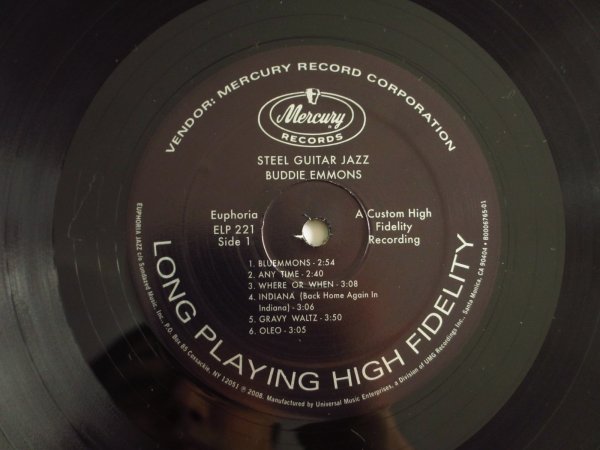 VENDOR: MERCURY RECORD CORPORATION
Mercury
RECORDS
STEEL GUITAR JAZZ
BUDDIE EMMONS
Euphoria
ELP 221
Side 1
A Custom High
Fidelity
Recording
1. BLUEMMONS - 2:54
2. ANY TIME - 2:40
3. WHERE OR WHEN - 3:08
4. INDIANA (Back Home Again In
Indiana) - 3:06
5. GRAVY WALTZ - 3:50
6. OLEO - 3:05
LONG PLAYING HIGH FIDELITY
EUPHORIA JAZZ c/o Sundazed Music, Inc., P.O. Box 85 Coxsackie, NY 12051 ℗ 2008. Manufactured by Universal Music Enterprises, a Division of UMG Recordings Inc., Santa Monica, CA 90404 • B0006765-01